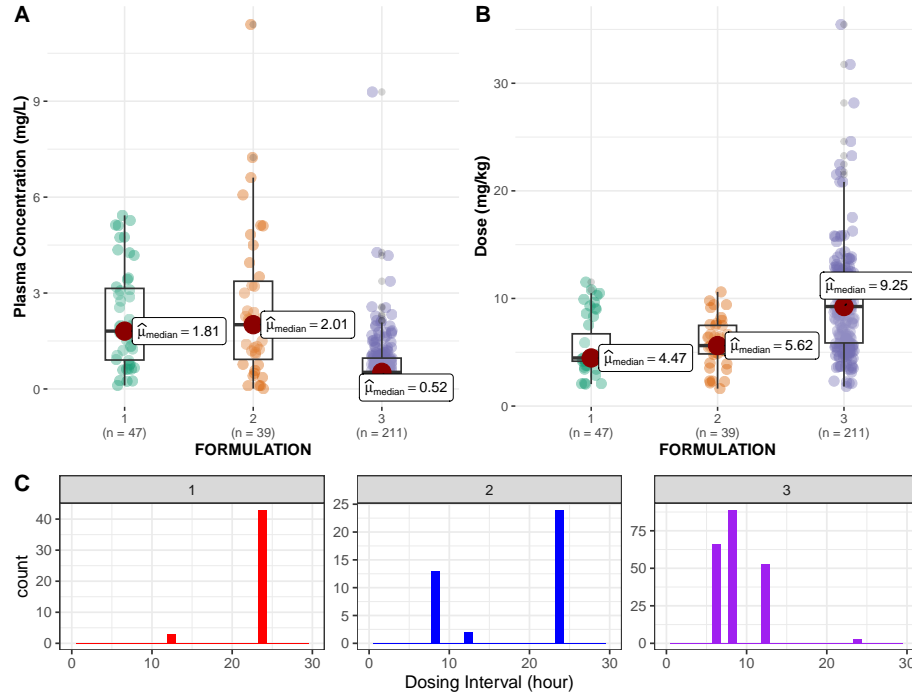 A
Plasma Concentration (mg/L)
9
6
3
0
μ̂median = 1.81
μ̂median = 2.01
μ̂median = 0.52
1
(n = 47)
2
(n = 39)
3
(n = 211)
FORMULATION
B
Dose (mg/kg)
30
20
10
0
μ̂median = 4.47
μ̂median = 5.62
μ̂median = 9.25
1
(n = 47)
2
(n = 39)
3
(n = 211)
FORMULATION
C
count
1
40
30
20
10
0
0 10 20 30
2
25
20
15
10
5
0
0 10 20 30
3
75
50
25
0
0 10 20 30
Dosing Interval (hour)